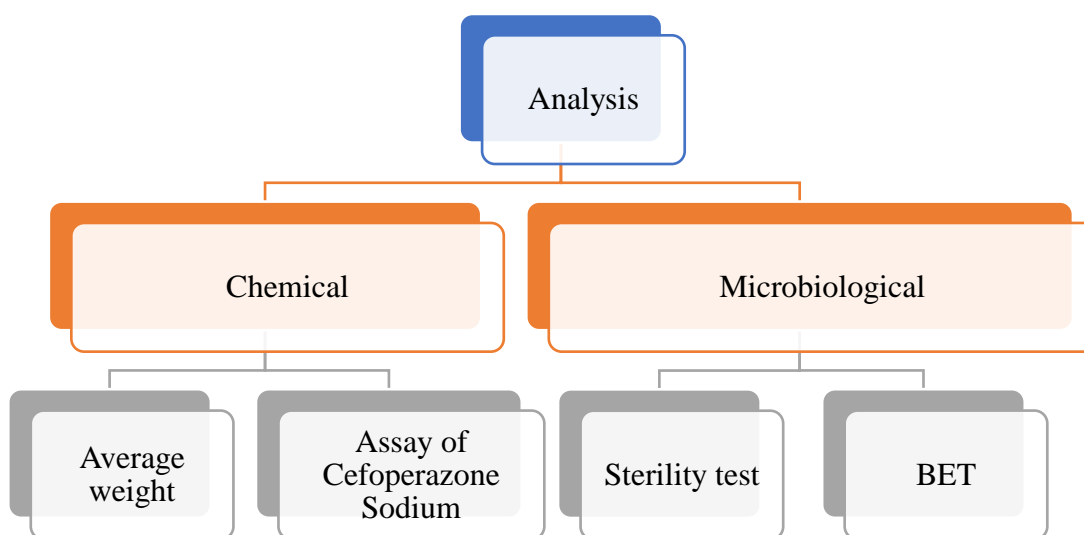 Analysis
Chemical
Microbiological
Average
weight
Assay of
Cefoperazone
Sodium
Sterility test
BET